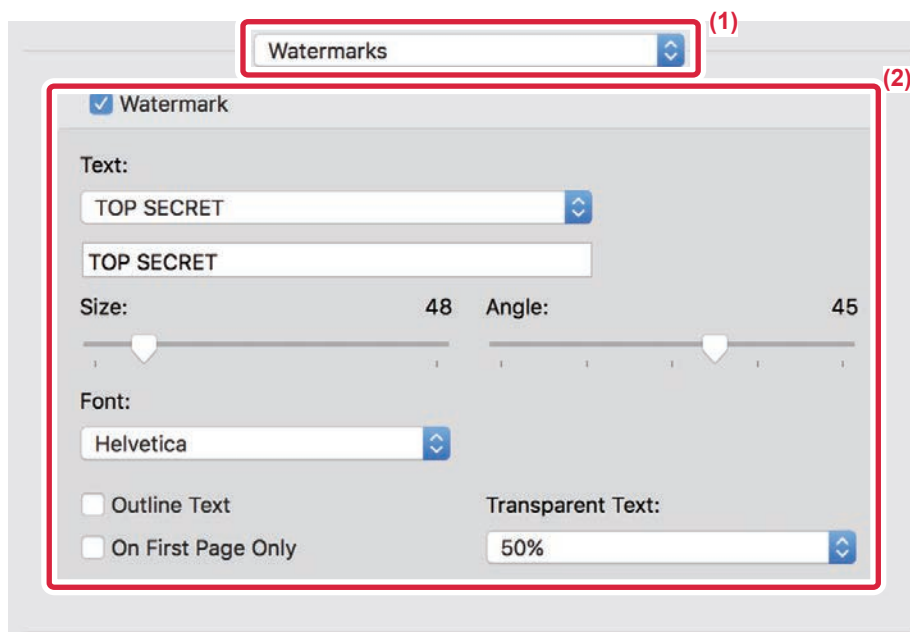 (1)
Watermarks
(2)
Watermark
Text:
TOP SECRET
TOP SECRET
Size: 48 Angle: 45
Font:
Helvetica
Outline Text Transparent Text:
On First Page Only 50%